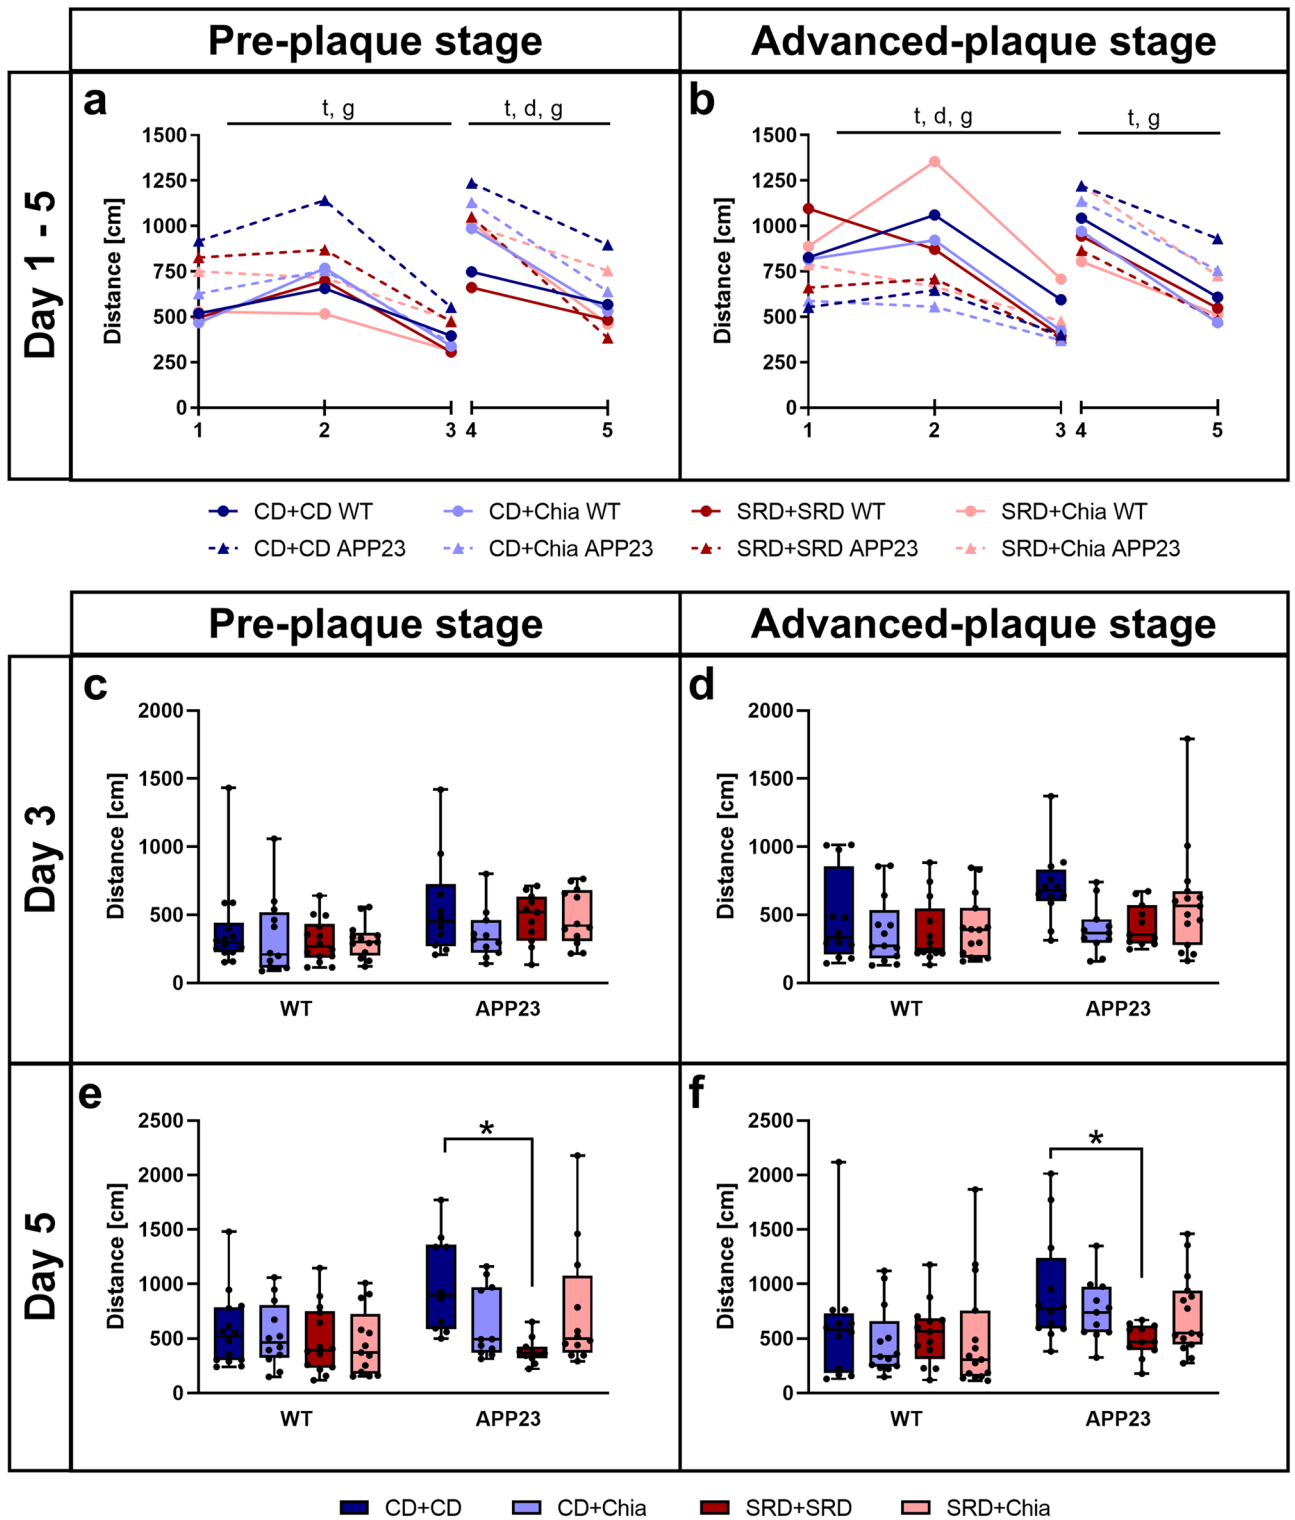 Pre-plaque stage
Advanced-plaque stage
Day 1 - 5
a
t, g
t, d, g
Distance [cm]
1500
1250
1000
750
500
250
0
1
2
3
4
5
b
t, d, g
t, g
Distance [cm]
1500
1250
1000
750
500
250
0
1
2
3
4
5
CD+CD WT
CD+Chia WT
SRD+SRD WT
SRD+Chia WT
CD+CD APP23
CD+Chia APP23
SRD+SRD APP23
SRD+Chia APP23
Pre-plaque stage
Advanced-plaque stage
Day 3
c
Distance [cm]
2000
1500
1000
500
0
WT
APP23
d
Distance [cm]
2000
1500
1000
500
0
WT
APP23
Day 5
e
Distance [cm]
2500
2000
1500
1000
500
0
*
WT
APP23
f
Distance [cm]
2500
2000
1500
1000
500
0
*
WT
APP23
CD+CD
CD+Chia
SRD+SRD
SRD+Chia